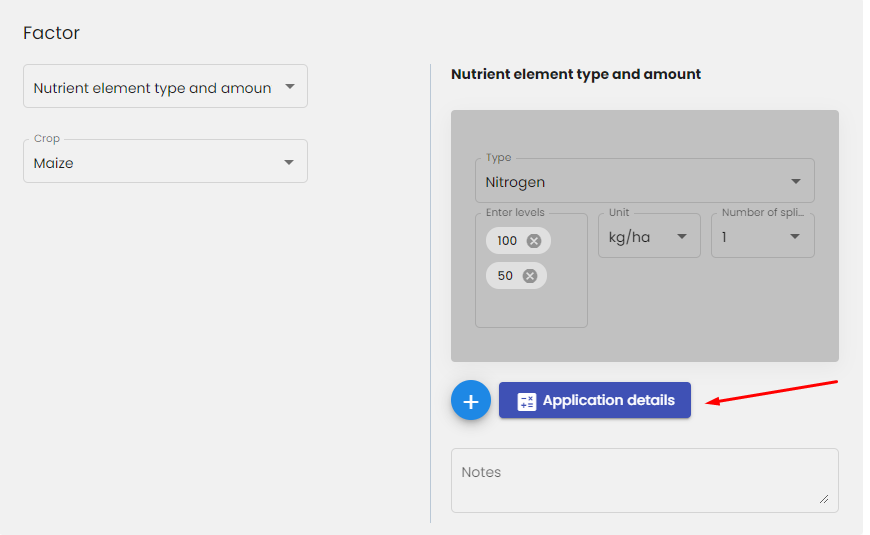 Factor
Nutrient element type and amoun
Crop
Maize
Nutrient element type and amount
Type
Nitrogen
Enter levels
Unit
Number of spli...
100
kg/ha
1
50
Application details
Notes